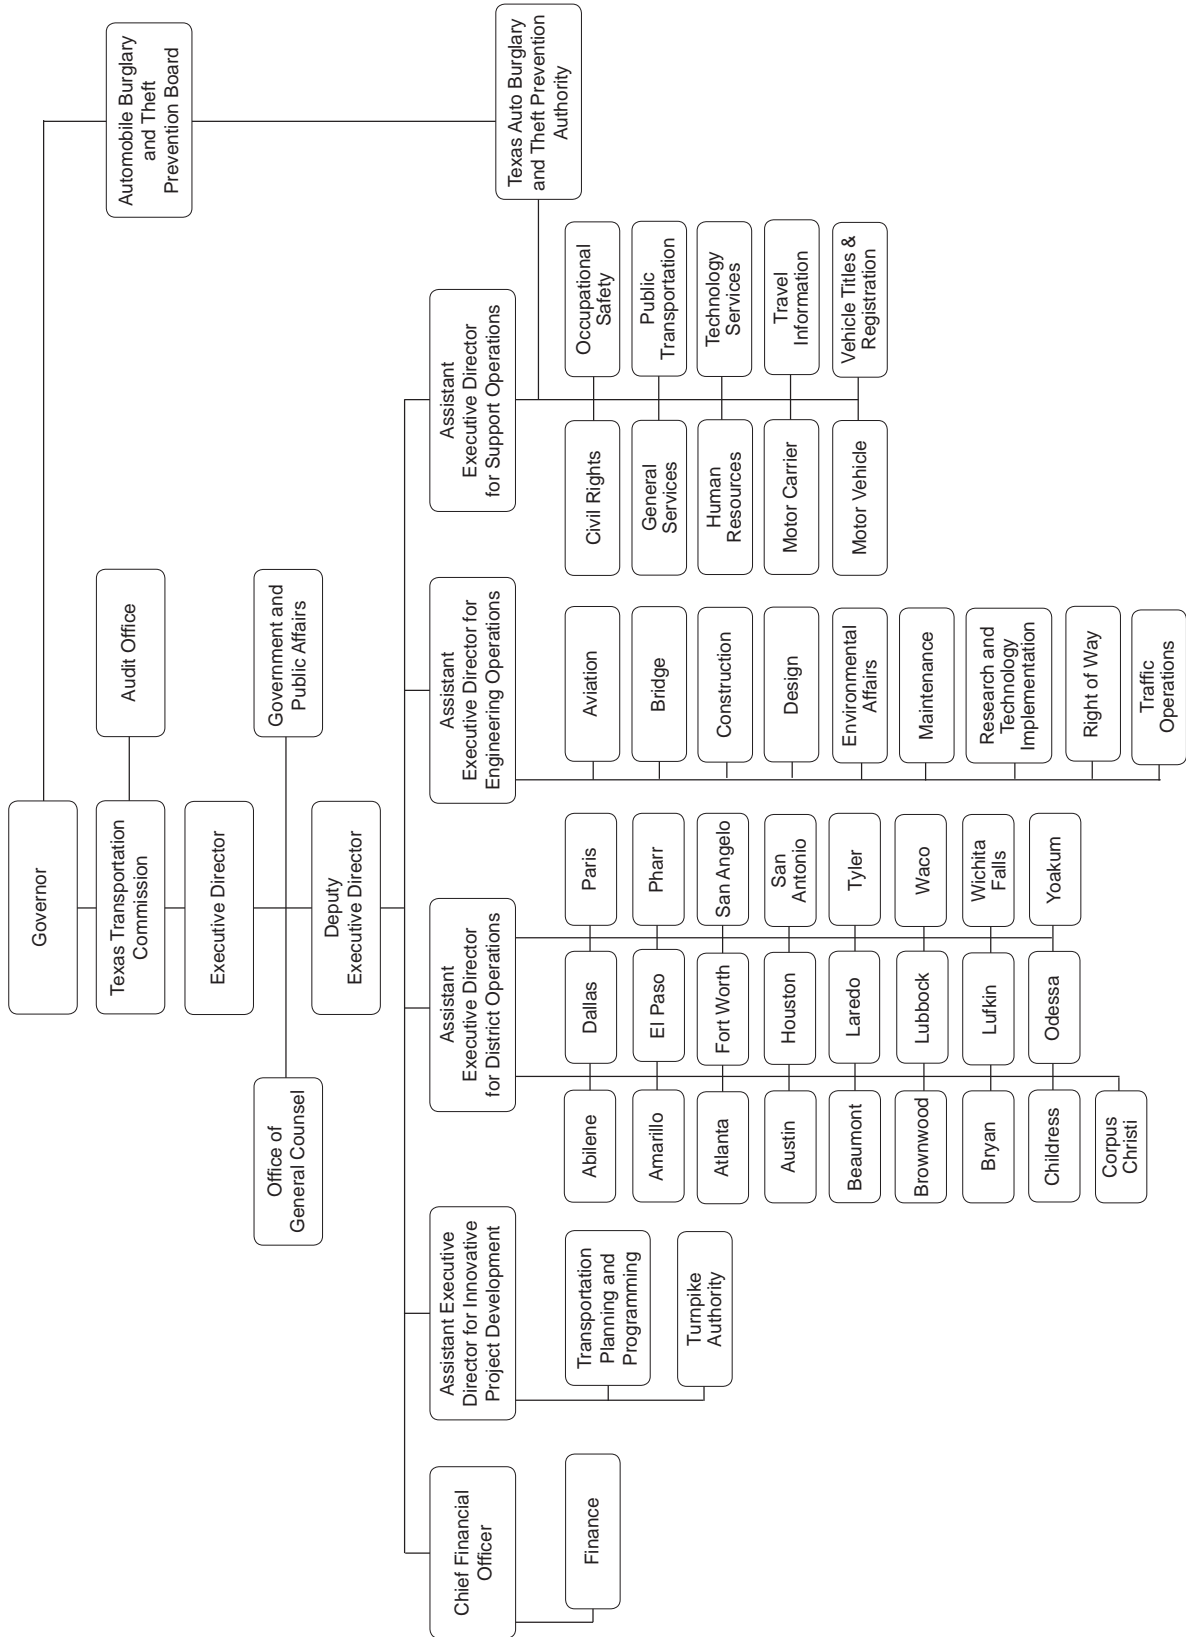 Governor
Automobile Burglary
and Theft
Prevention Board
Texas Transportation
Commission
Audit Office
Executive Director
Office of
General Counsel
Government and
Public Affairs
Deputy
Executive Director
Chief Financial
Officer
Assistant Executive
Director for Innovative
Project Development
Assistant
Executive Director
for District Operations
Assistant
Executive Director for
Engineering Operations
Assistant
Executive Director
for Support Operations
Texas Auto Burglary
and Theft Prevention
Authority
Finance
Transportation
Planning and
Programming
Turnpike
Authority
Abilene
Dallas
Paris
Amarillo
El Paso
Pharr
Atlanta
Fort Worth
San Angelo
Austin
Houston
San
Antonio
Beaumont
Laredo
Tyler
Brownwood
Lubbock
Waco
Bryan
Lufkin
Wichita
Falls
Childress
Odessa
Yoakum
Corpus
Christi
Aviation
Bridge
Construction
Design
Environmental
Affairs
Maintenance
Research and
Technology
Implementation
Right of Way
Traffic
Operations
Civil Rights
Occupational
Safety
General
Services
Public
Transportation
Human
Resources
Technology
Services
Motor Carrier
Travel
Information
Motor Vehicle
Vehicle Titles &
Registration